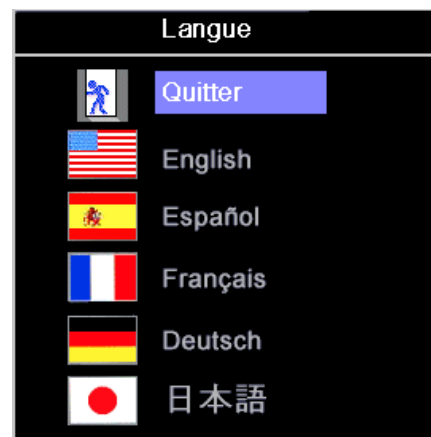 Langue
Quitter
English
Español
Français
Deutsch
日本語